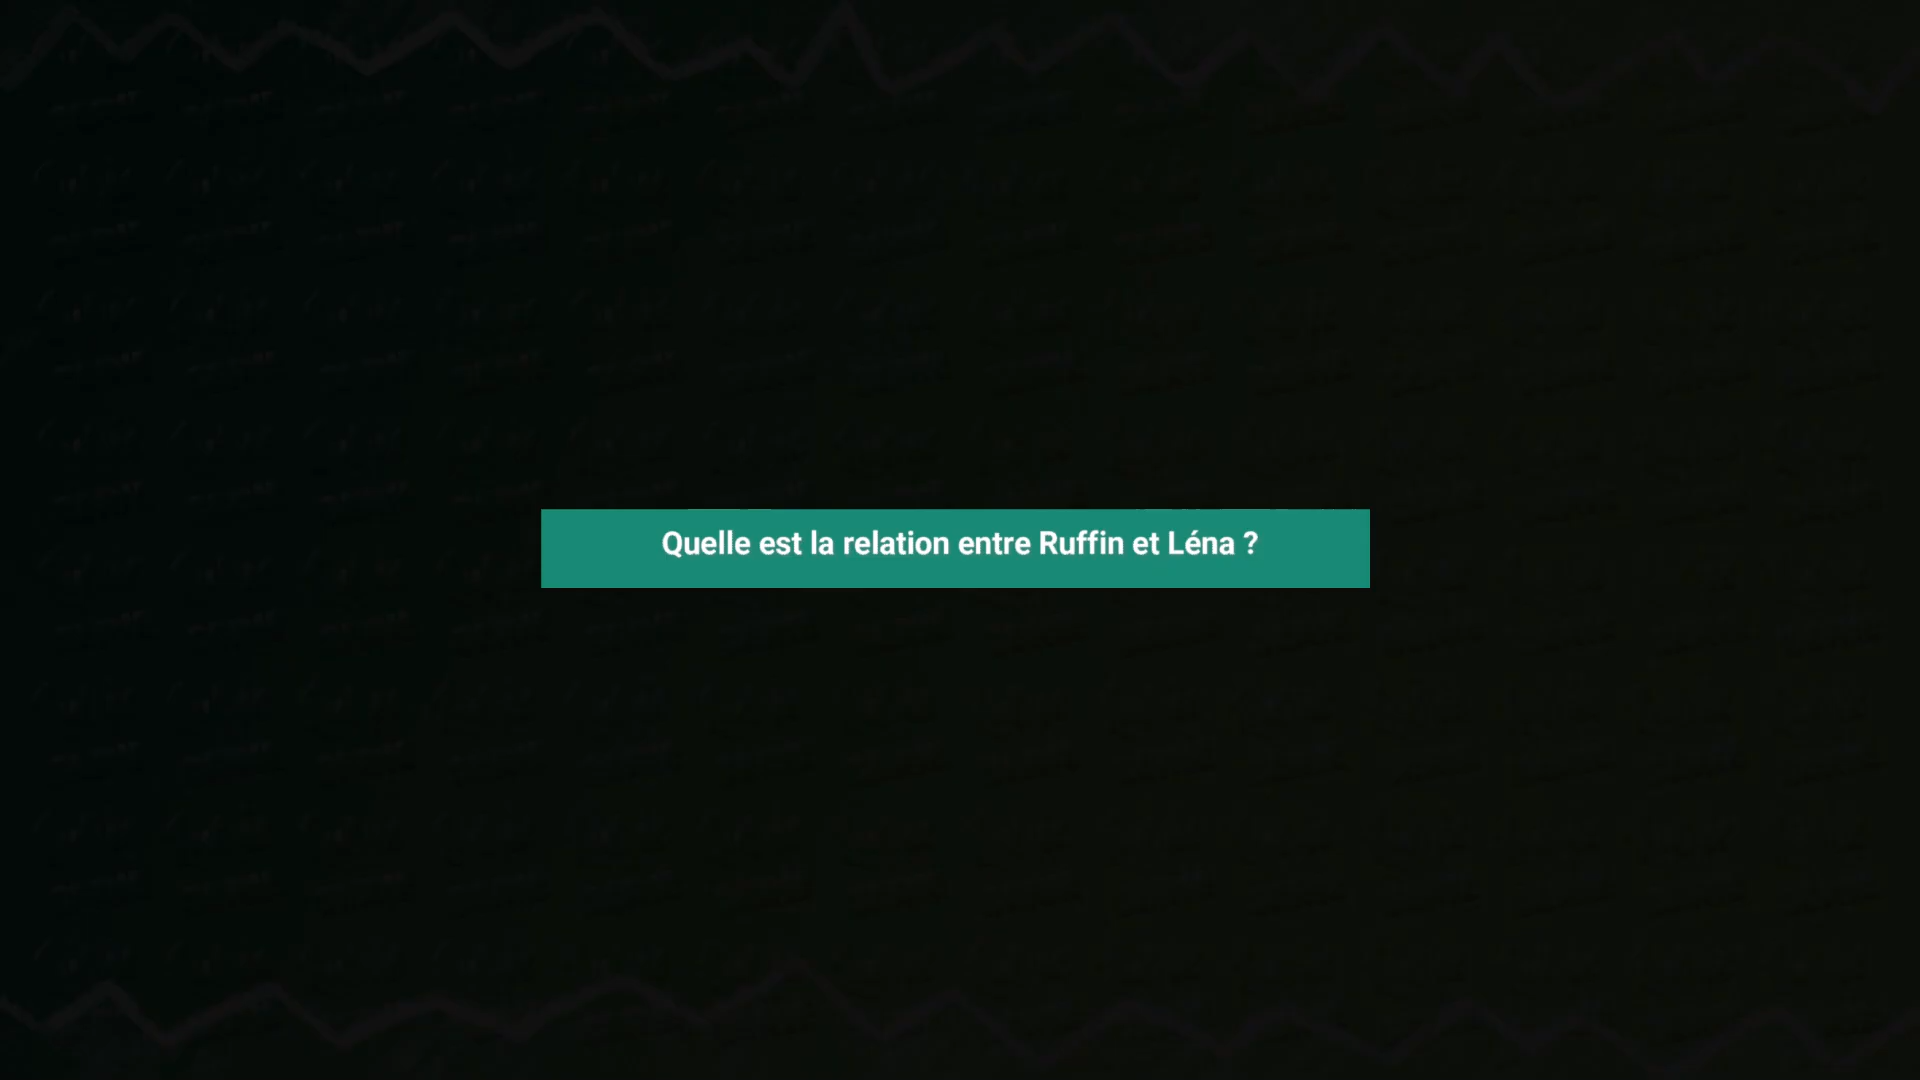 Quelle est la relation entre Ruffin et Léna ?